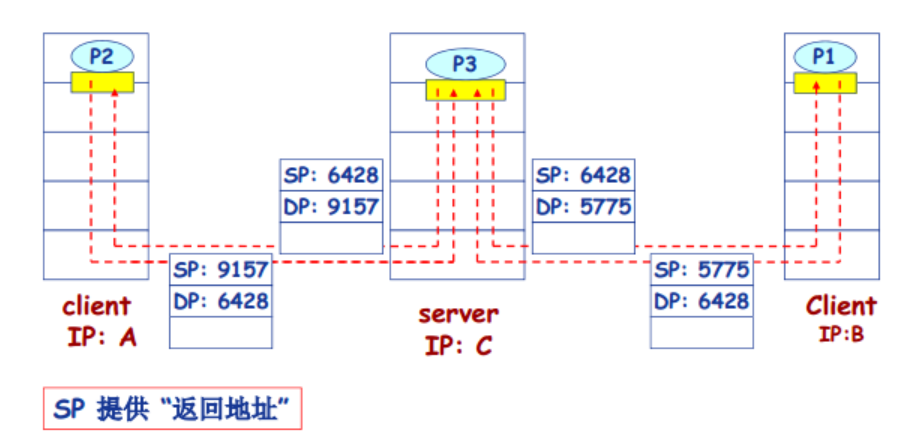 P2
P3
P1
SP: 6428
DP: 9157
SP: 6428
DP: 5775
SP: 9157
DP: 6428
SP: 5775
DP: 6428
client
IP: A
server
IP: C
Client
IP:B
SP 提供 “返回地址”